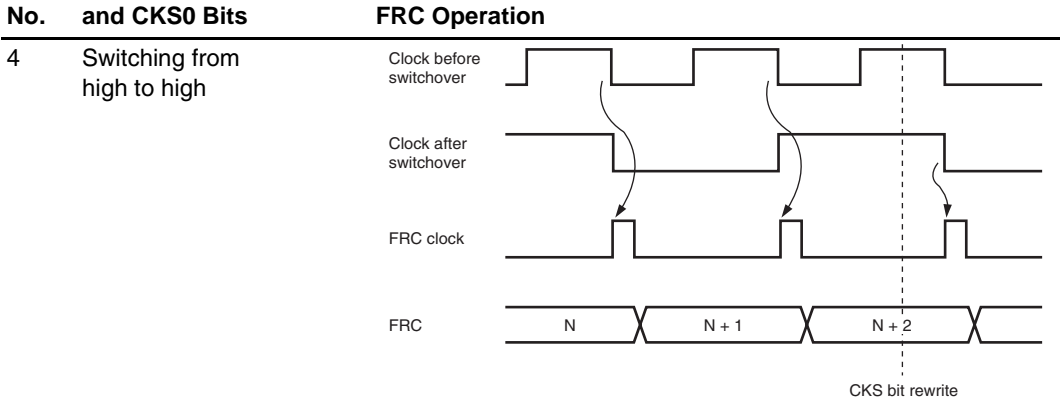 No. and CKS0 Bits FRC Operation
4 Switching from
high to high
Clock before
switchover
Clock after
switchover
FRC clock
FRC N N + 1 N + 2
CKS bit rewrite